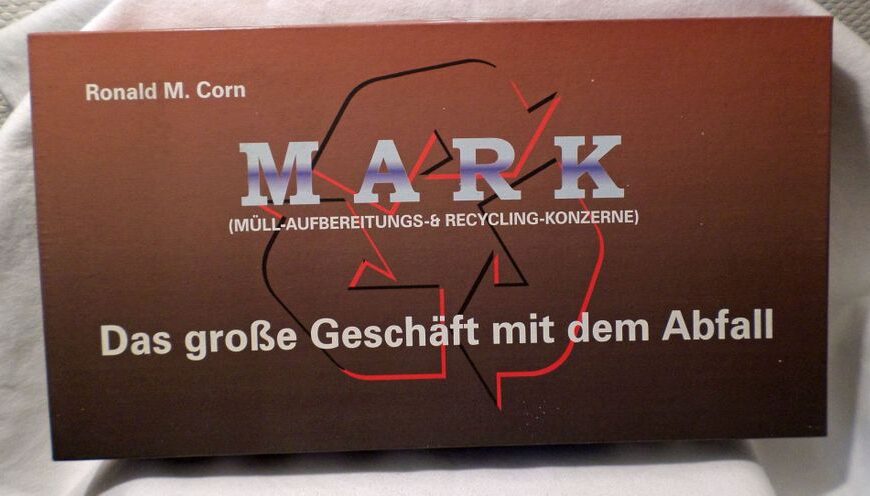 Ronald M. Corn
MARK
(MÜLL-AUFBEREITUNGS-& RECYCLING-KONZERNE)
Das große Geschäft mit dem Abfall